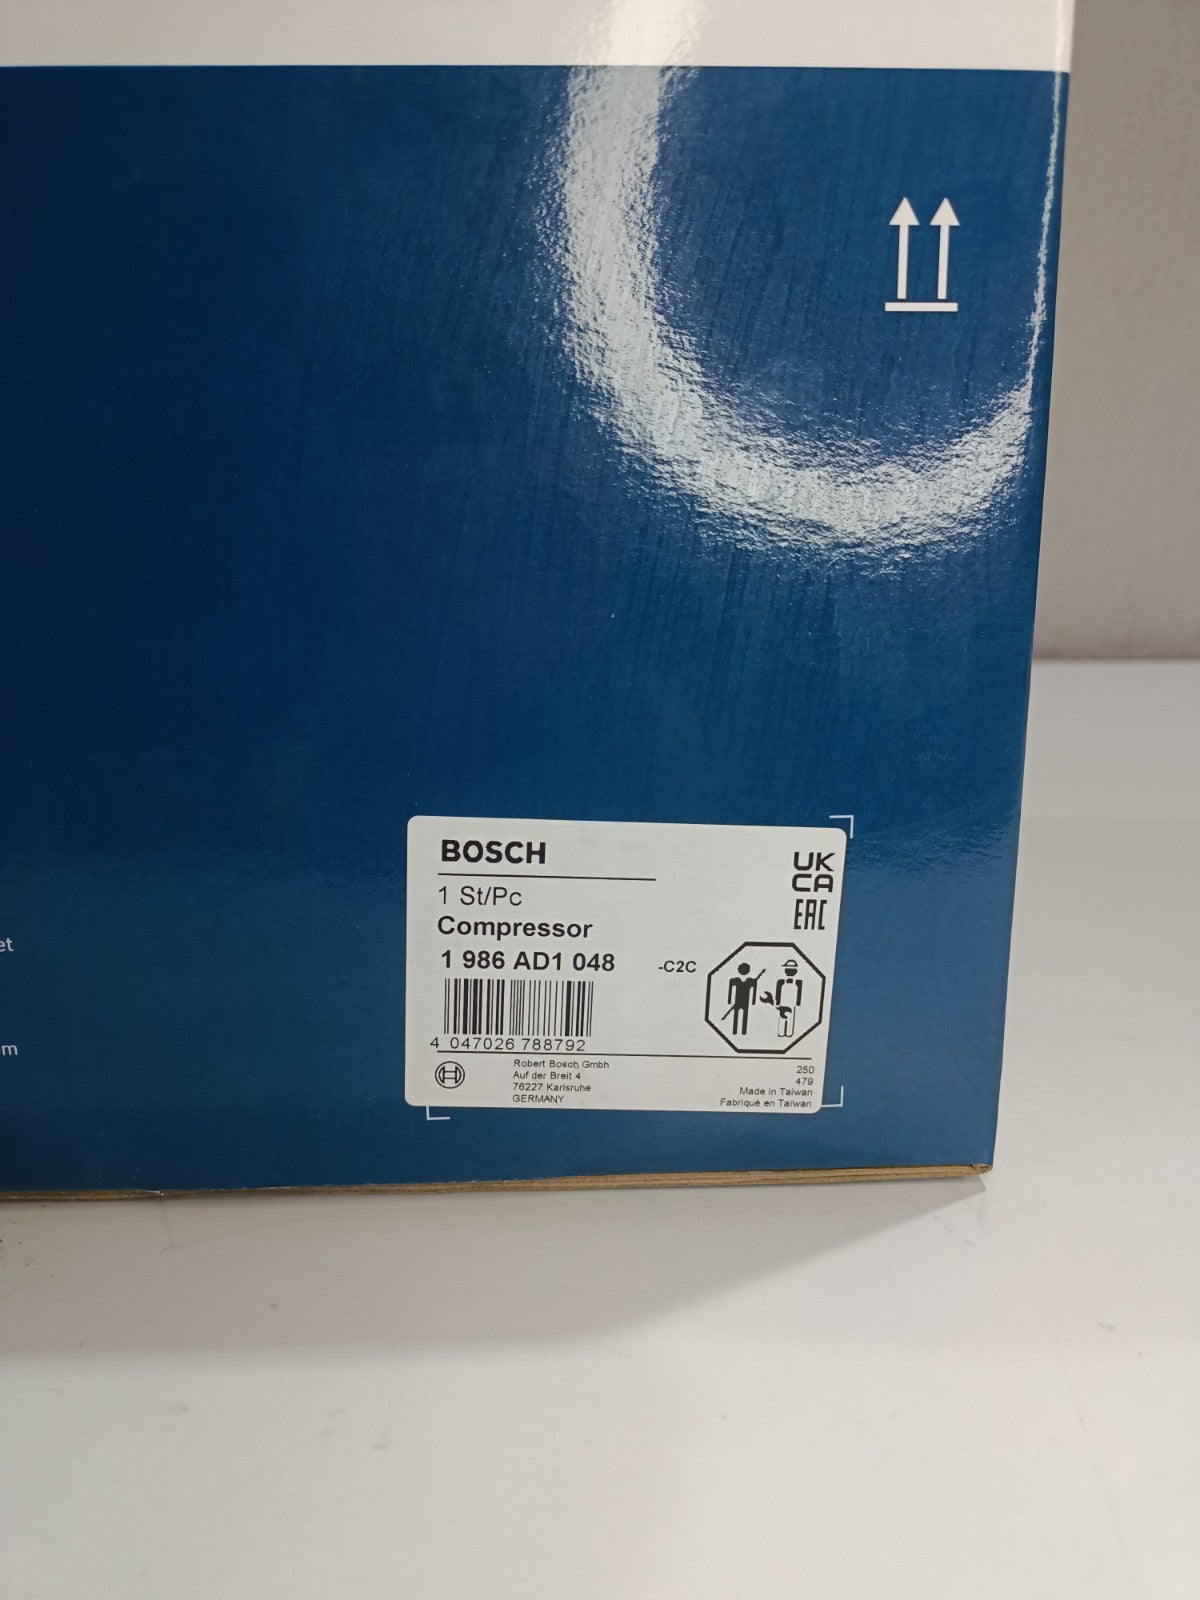 et
m
BOSCH
1 St/Pc
Compressor
1 986 AD1 048
-C2C
UK
CA
EAC
4 047026 788792
Robert Bosch Gmbh
Auf der Breit 4
76227 Karlsruhe
GERMANY
250
479
Made in Taiwan
Fabriqué en Taïwan